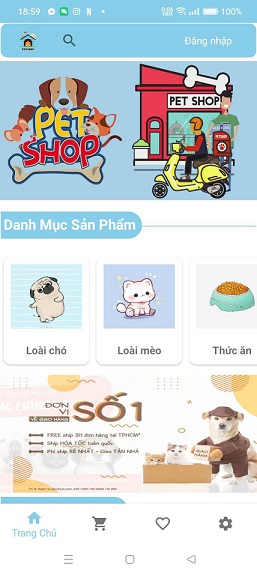 18:59
100%
Đăng nhập
PET
SHOP
PET SHOP
Danh Mục Sản Phẩm
Loài chó
Loài mèo
Thức ăn
ĐƠN
VỊ
VỀ GIAO HÀNG
SỐ1
FREE ship 3H đơn hàng tại TPHCM*
Ship HỎA TỐC toàn quốc
Phí ship RẺ NHẤT - Giao TẬN NHÀ
Trang Chủ